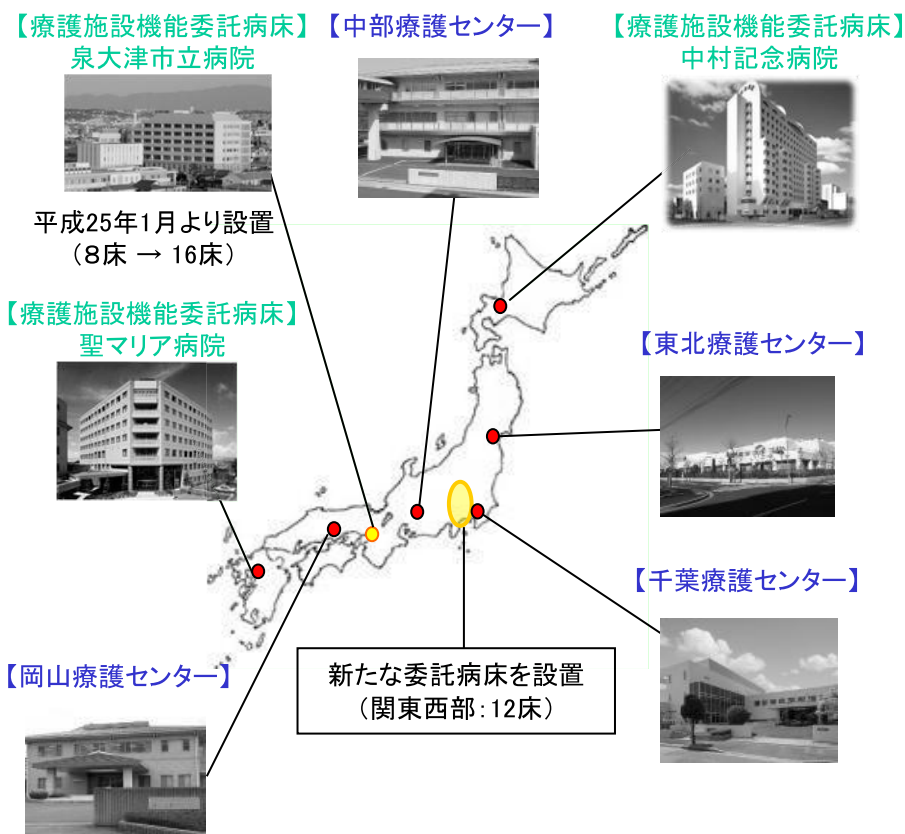 【療護施設機能委託病床】
泉大津市立病院
平成25年1月より設置
（８床 → 16床）
【中部療護センター】
【療護施設機能委託病床】
中村記念病院
【療護施設機能委託病床】
聖マリア病院
【東北療護センター】
【千葉療護センター】
【岡山療護センター】
新たな委託病床を設置
（関東西部：12床）